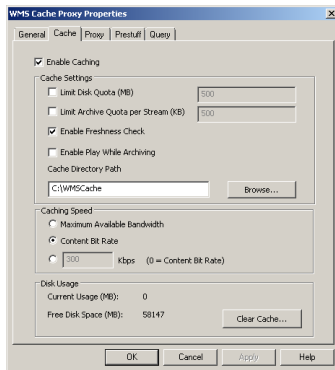 WMS Cache Proxy Properties
General Cache Proxy Prestuff Query
Enable Caching
Cache Settings
Limit Disk Quota (MB) 500
Limit Archive Quota per Stream (KB) 500
Enable Freshness Check
Enable Play While Archiving
Cache Directory Path
C:\WMSCache Browse...
Caching Speed
Maximum Available Bandwidth
Content Bit Rate
300 Kbps (0 = Content Bit Rate)
Disk Usage
Current Usage (MB): 0
Free Disk Space (MB): 58147 Clear Cache...
OK Cancel Apply Help